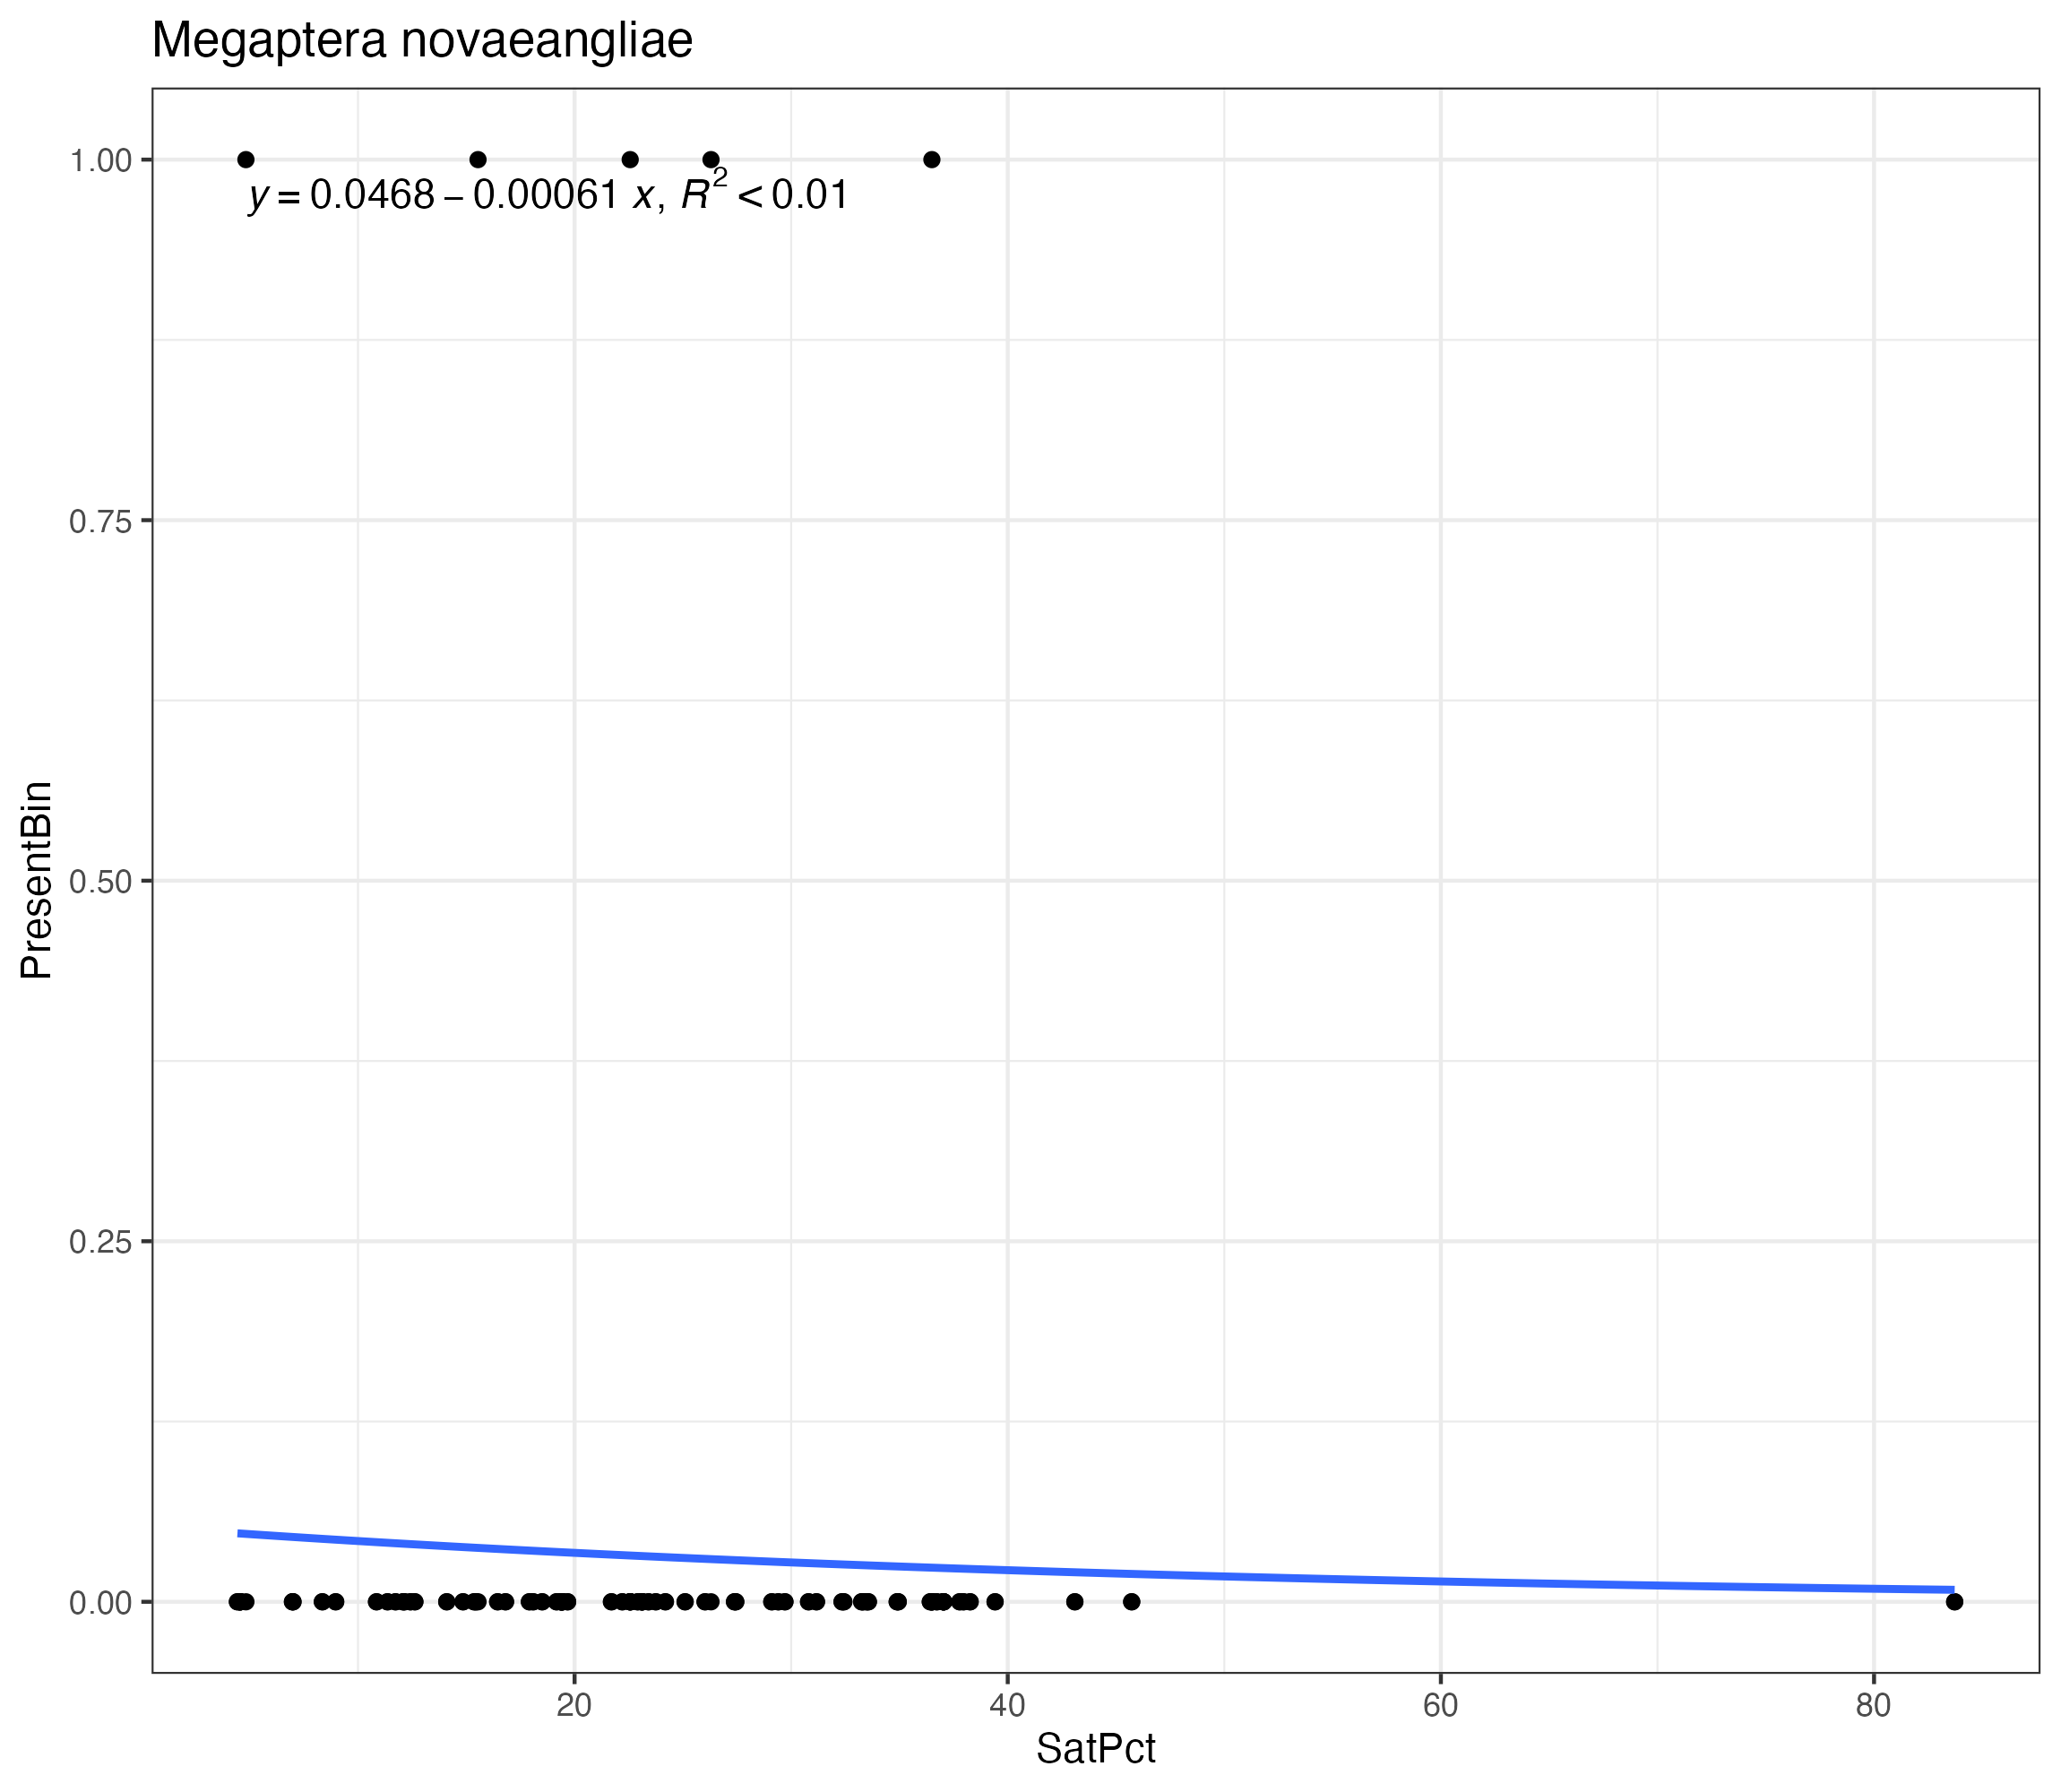 Megaptera novaeangliae
1.00
y = 0.0468 − 0.00061 x, R² < 0.01
0.75
0.50
0.25
0.00
PresentBin
20 40 60 80
SatPct